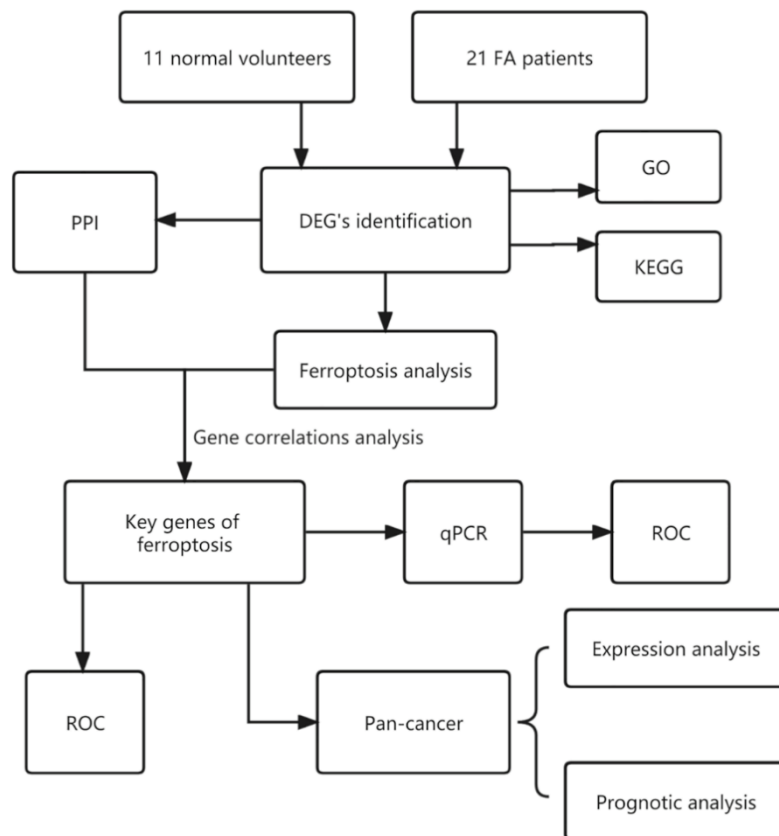 11 normal volunteers
21 FA patients
GO
PPI
DEG's identification
KEGG
Ferroptosis analysis
Gene correlations analysis
Key genes of
ferroptosis
qPCR
ROC
Expression analysis
ROC
Pan-cancer
Prognotic analysis